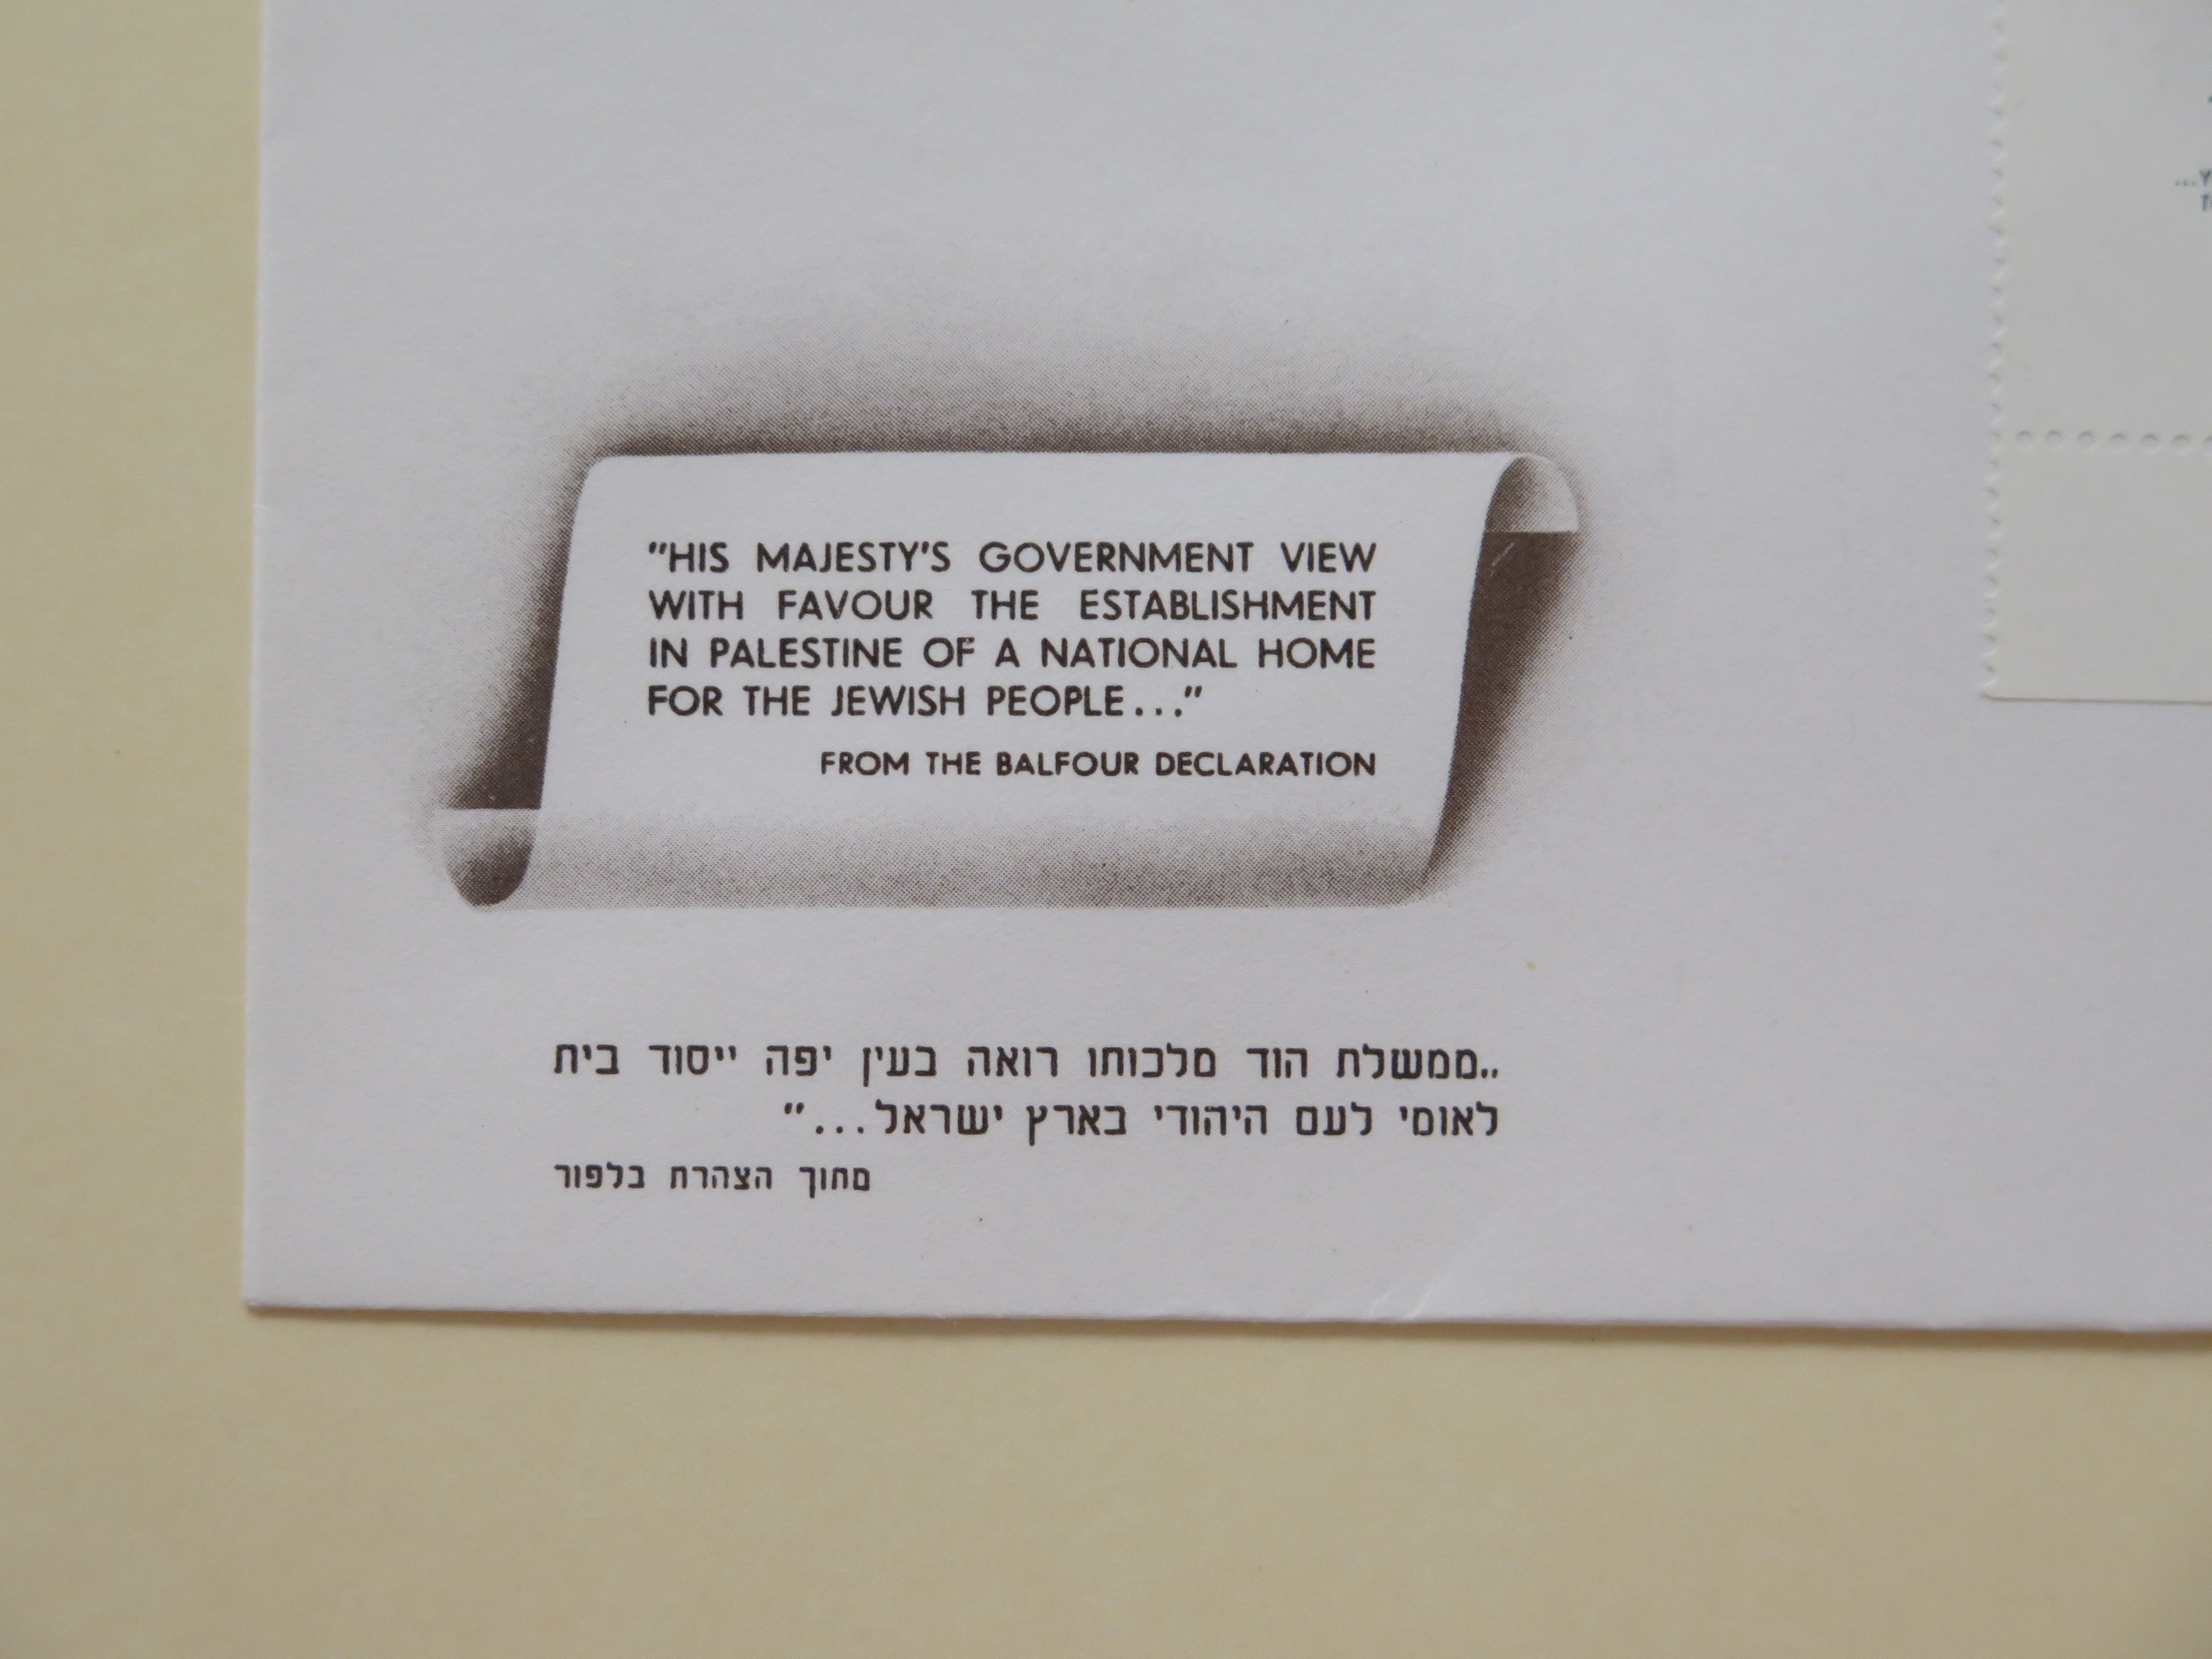 "HIS MAJESTY'S GOVERNMENT VIEW
WITH FAVOUR THE ESTABLISHMENT
IN PALESTINE OF A NATIONAL HOME
FOR THE JEWISH PEOPLE..."
FROM THE BALFOUR DECLARATION
,,ממשלת הוד מלכותו רואה בעין יפה ייסוד בית
לאומי לעם היהודי בארץ ישראל..."
מתוך הצהרת בלפור